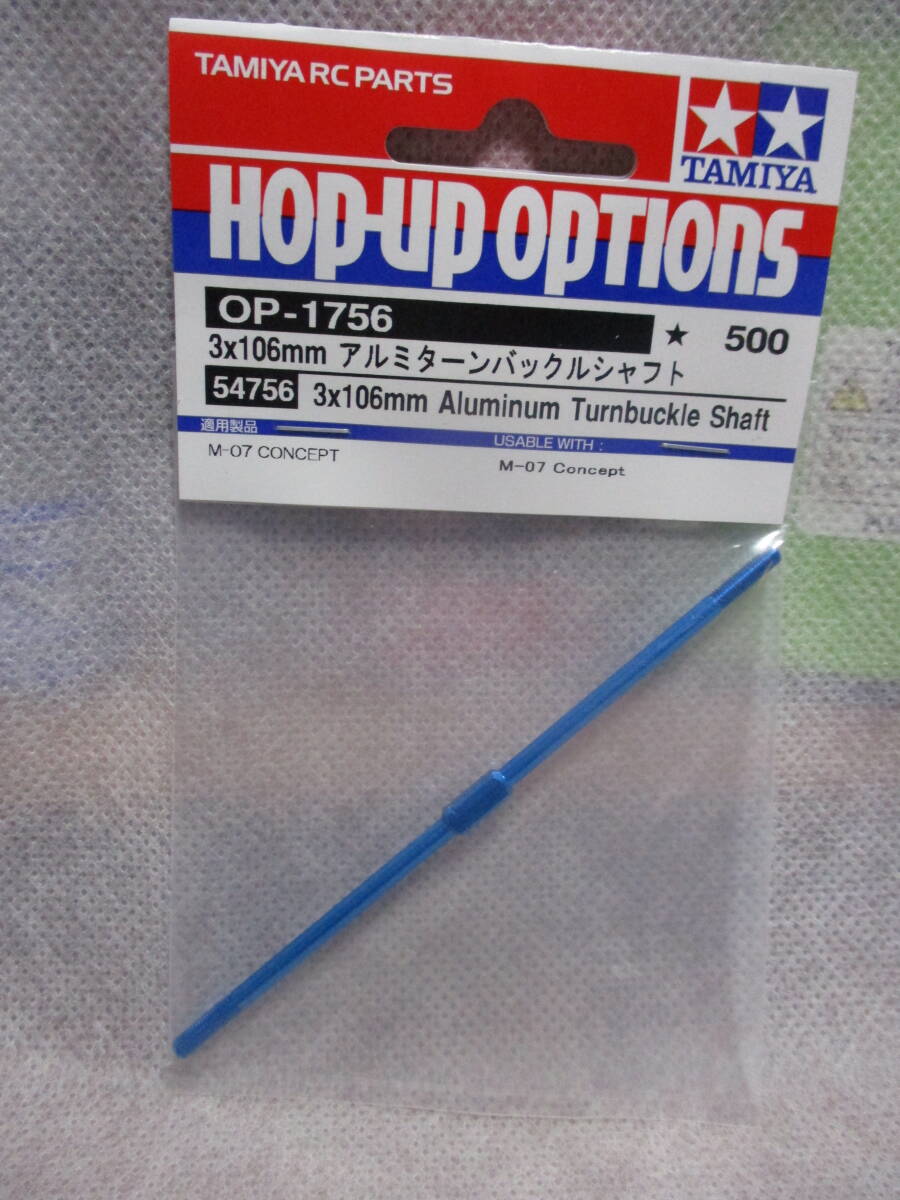 TAMIYA RC PARTS
TAMIYA
HOP-UP OPTIONS
OP-1756
★ 500
3x106mm アルミターンバックルシャフト
54756 3x106mm Aluminum Turnbuckle Shaft
適用製品
USABLE WITH :
M-07 CONCEPT
M-07 Concept